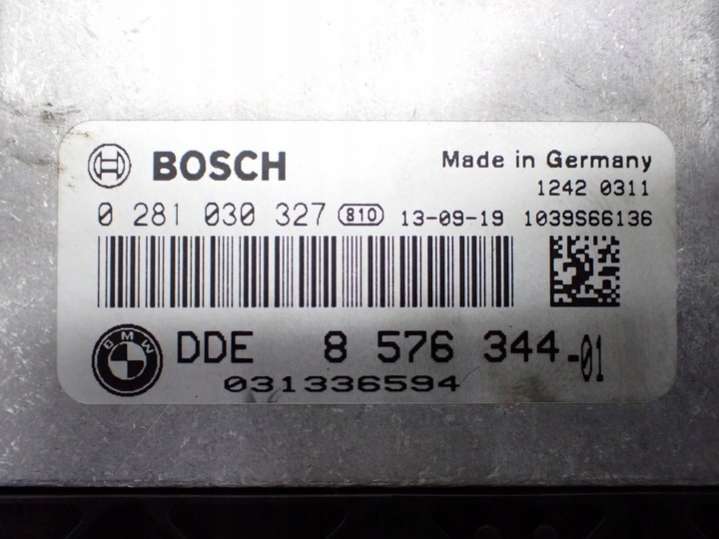 BOSCH
Made in Germany
1242 0311
0 281 030 327 810 13-09-19 1039S66136
BMW
DDE 8 576 344-01
031336594